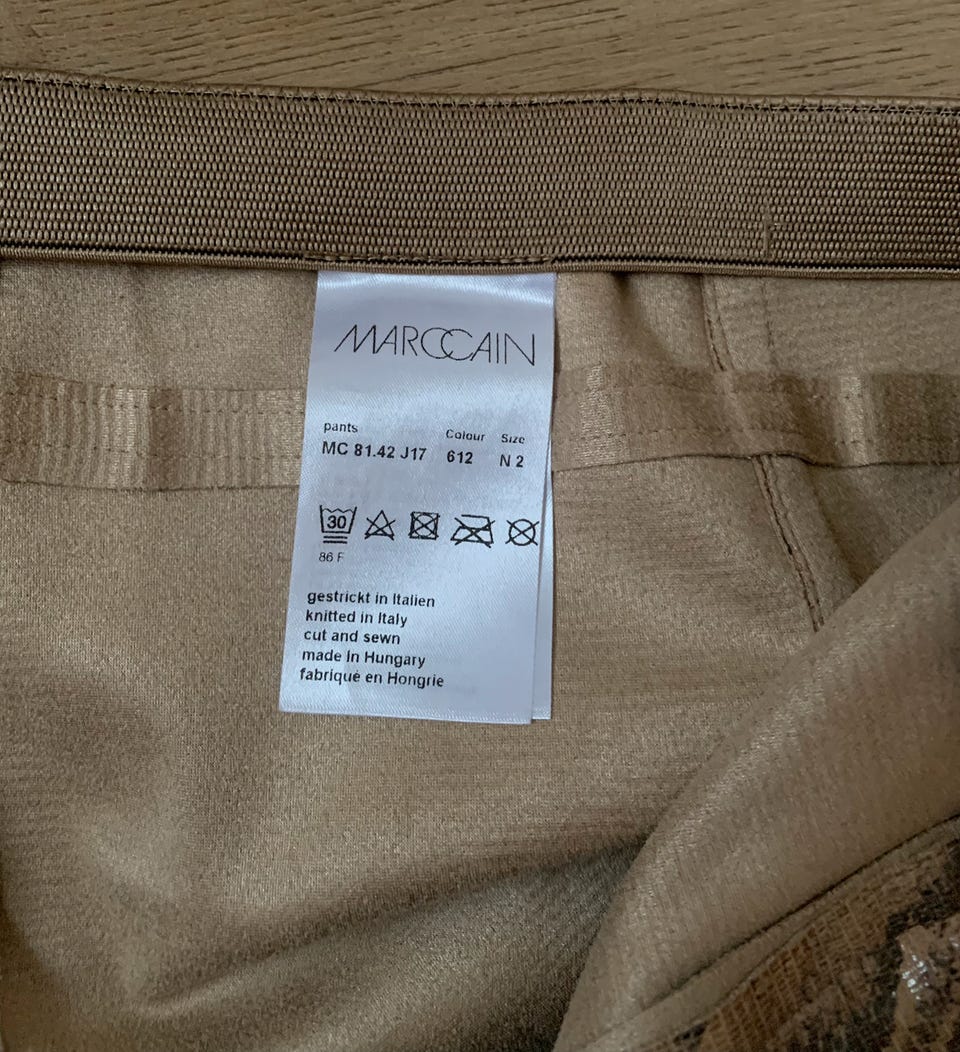 MARCCAIN
pants Colour Size
MC 81.42 J17 612 N 2
30
86 F
gestrickt in Italien
knitted in Italy
cut and sewn
made in Hungary
fabriqué en Hongrie